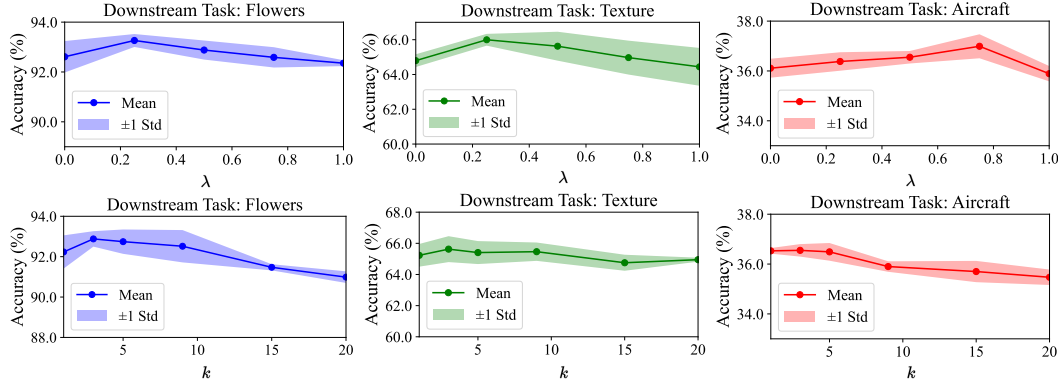 Downstream Task: Flowers
Accuracy (%)
94.0
92.0
90.0
Mean
±1 Std
0.0 0.2 0.4 0.6 0.8 1.0
λ
Downstream Task: Texture
Accuracy (%)
66.0
64.0
62.0
60.0
Mean
±1 Std
0.0 0.2 0.4 0.6 0.8 1.0
λ
Downstream Task: Aircraft
Accuracy (%)
38.0
36.0
34.0
Mean
±1 Std
0.0 0.2 0.4 0.6 0.8 1.0
λ
Downstream Task: Flowers
Accuracy (%)
94.0
92.0
90.0
88.0
Mean
±1 Std
5 10 15 20
k
Downstream Task: Texture
Accuracy (%)
68.0
66.0
64.0
62.0
60.0
Mean
±1 Std
5 10 15 20
k
Downstream Task: Aircraft
Accuracy (%)
38.0
36.0
34.0
Mean
±1 Std
5 10 15 20
k